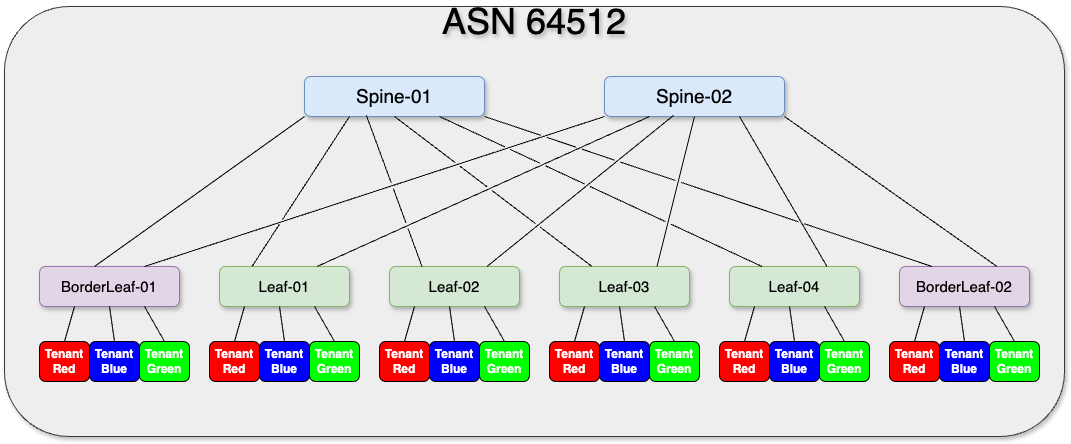 ASN 64512
Spine-01
Spine-02
BorderLeaf-01
Leaf-01
Leaf-02
Leaf-03
Leaf-04
BorderLeaf-02
Tenant
Red
Tenant
Blue
Tenant
Green
Tenant
Red
Tenant
Blue
Tenant
Green
Tenant
Red
Tenant
Blue
Tenant
Green
Tenant
Red
Tenant
Blue
Tenant
Green
Tenant
Red
Tenant
Blue
Tenant
Green
Tenant
Red
Tenant
Blue
Tenant
Green